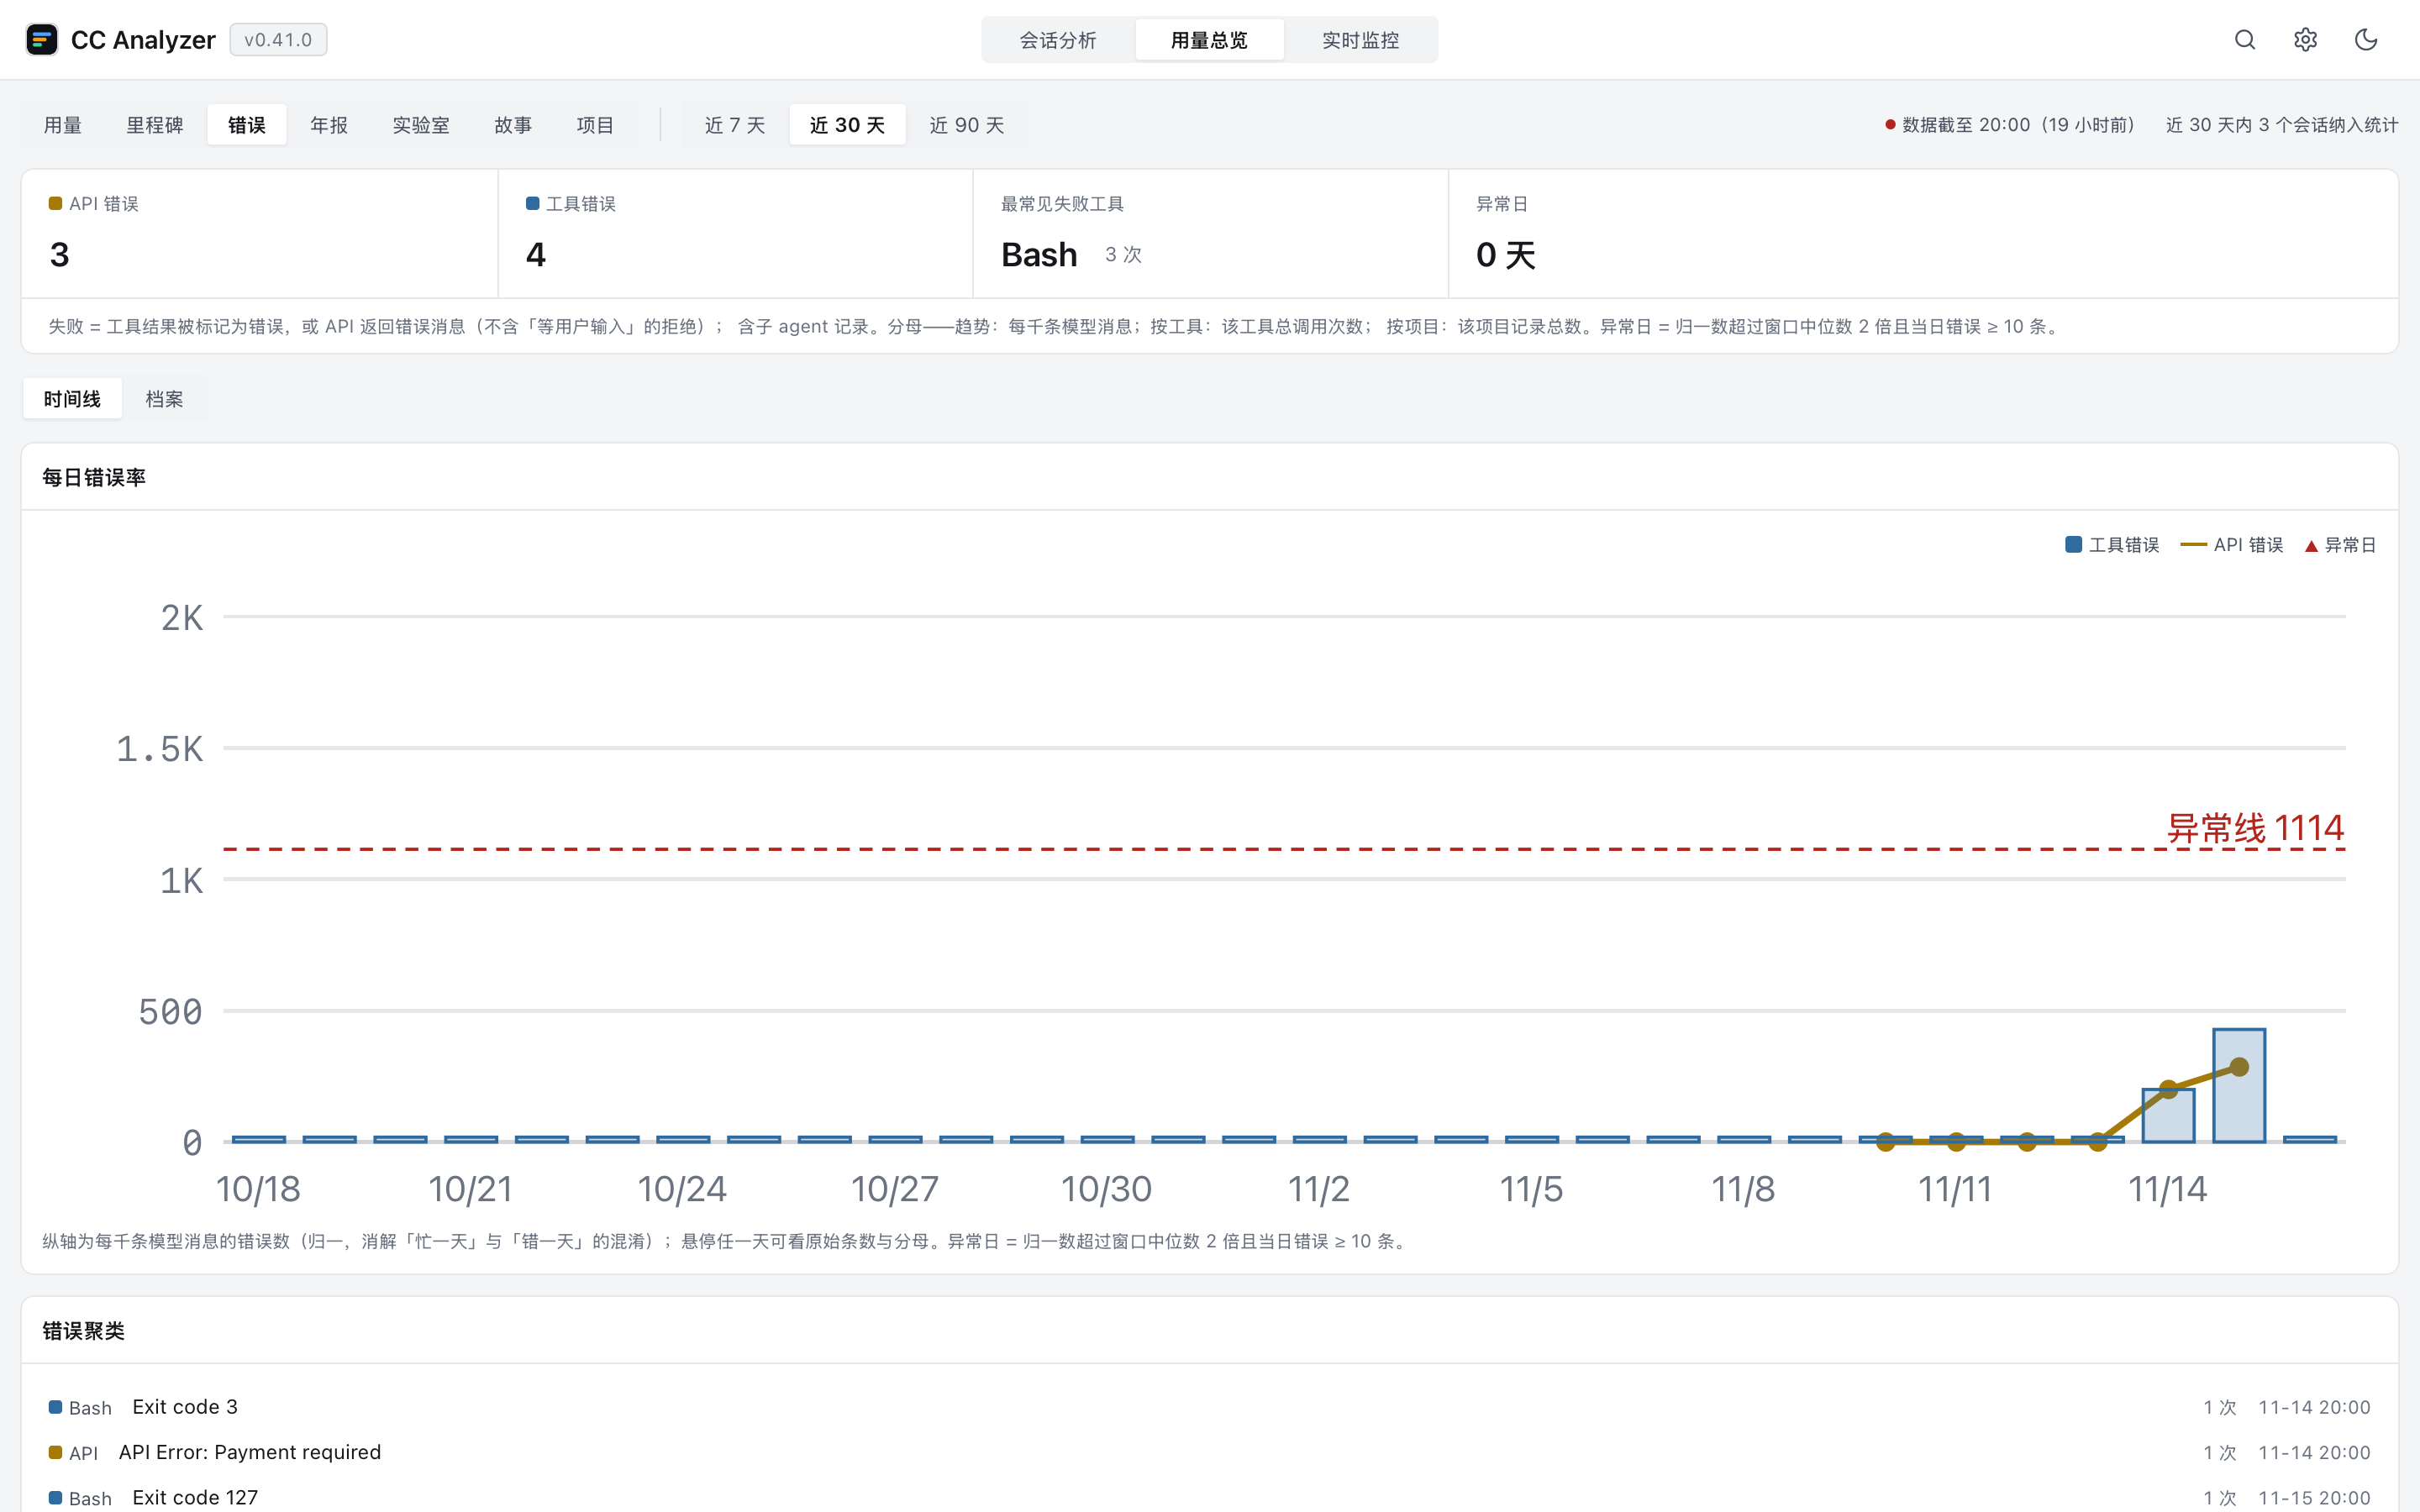 CC Analyzer v0.41.0
会话分析 用量总览 实时监控
用量 里程碑 错误 年报 实验室 故事 项目 近 7 天 近 30 天 近 90 天
数据截至 20:00（19 小时前） 近 30 天内 3 个会话纳入统计
API 错误
3
工具错误
4
最常见失败工具
Bash 3 次
异常日
0 天
失败 = 工具结果被标记为错误，或 API 返回错误消息（不含「等用户输入」的拒绝）； 含子 agent 记录。分母——趋势：每千条模型消息；按工具：该工具总调用次数； 按项目：该项目记录总数。异常日 = 归一数超过窗口中位数 2 倍且当日错误 ≥ 10 条。
时间线 档案
每日错误率
工具错误 API 错误 异常日
2K
1.5K
异常线 1114
1K
500
0
10/18 10/21 10/24 10/27 10/30 11/2 11/5 11/8 11/11 11/14
纵轴为每千条模型消息的错误数（归一，消解「忙一天」与「错一天」的混淆）；悬停任一天可看原始条数与分母。异常日 = 归一数超过窗口中位数 2 倍且当日错误 ≥ 10 条。
错误聚类
Bash Exit code 3 1 次 11-14 20:00
API API Error: Payment required 1 次 11-14 20:00
Bash Exit code 127 1 次 11-15 20:00